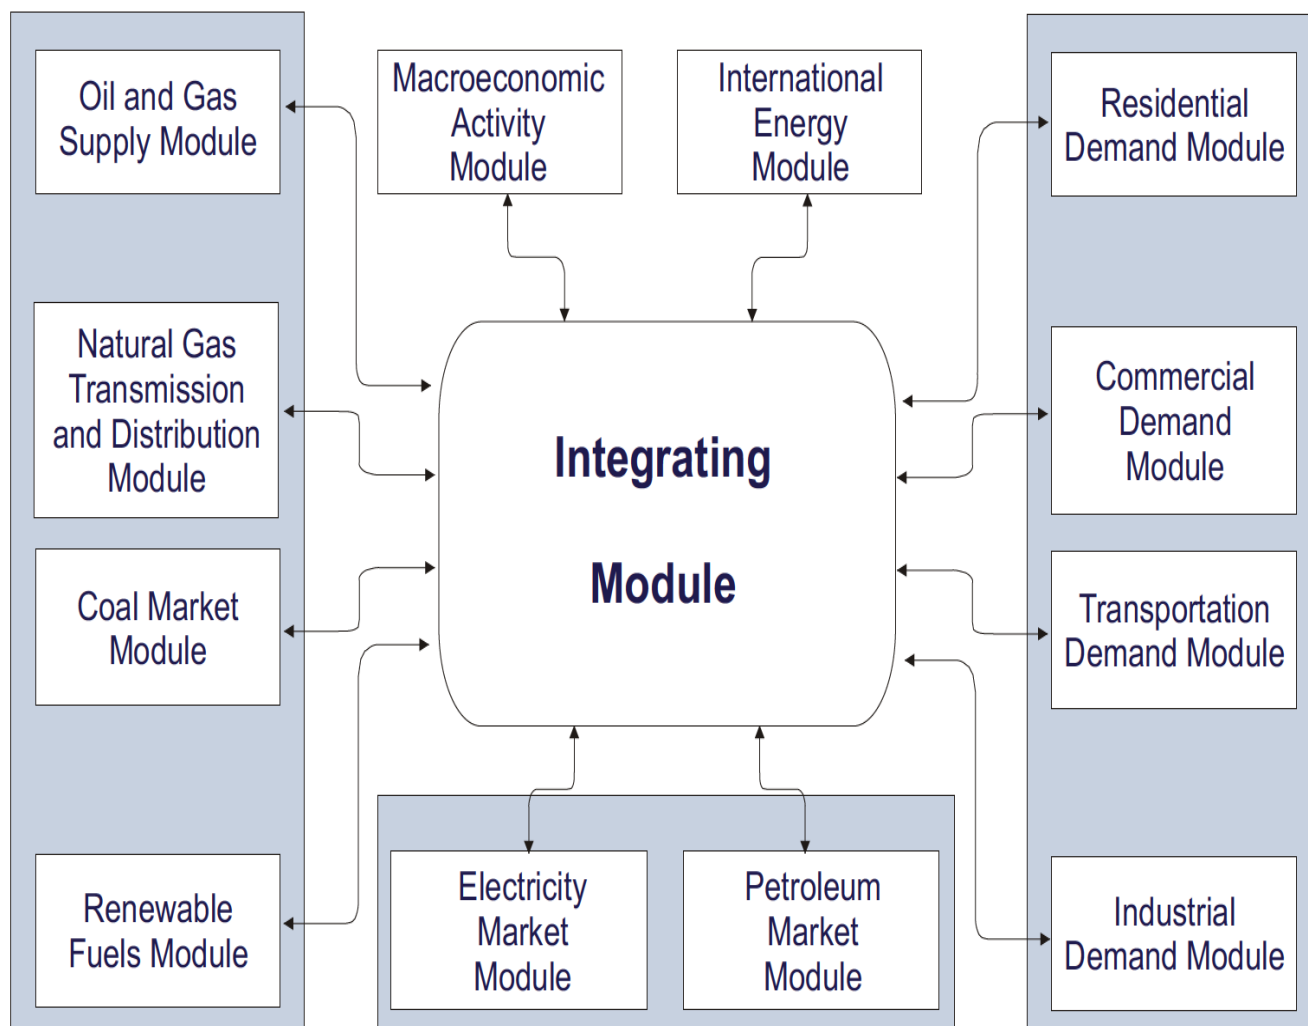 Oil and Gas
Supply Module
Macroeconomic
Activity
Module
International
Energy
Module
Residential
Demand Module
Natural Gas
Transmission
and Distribution
Module
Commercial
Demand
Module
Integrating
Module
Coal Market
Module
Transportation
Demand Module
Renewable
Fuels Module
Electricity
Market
Module
Petroleum
Market
Module
Industrial
Demand Module